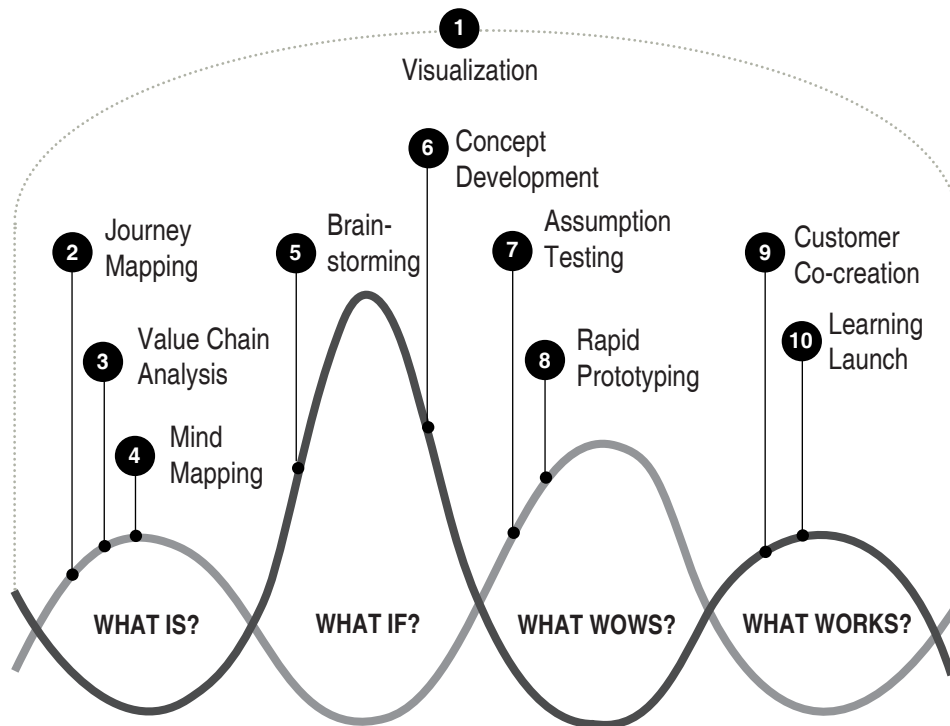 1
Visualization
2
Journey
Mapping
3
Value Chain
Analysis
4
Mind
Mapping
5
Brain-
storming
6
Concept
Development
7
Assumption
Testing
8
Rapid
Prototyping
9
Customer
Co-creation
10
Learning
Launch
WHAT IS?
WHAT IF?
WHAT WOWS?
WHAT WORKS?